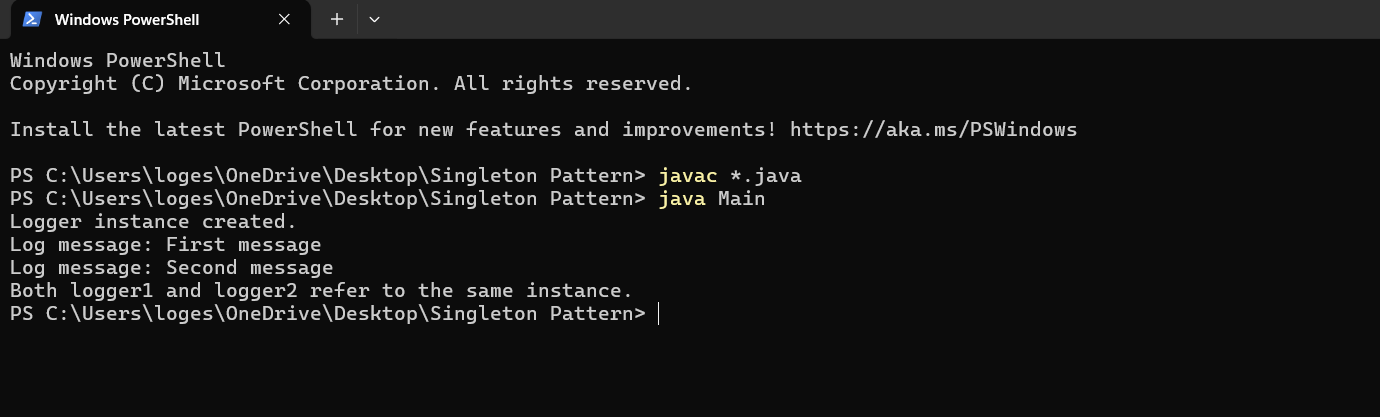 Windows PowerShell
Windows PowerShell
Copyright (C) Microsoft Corporation. All rights reserved.
Install the latest PowerShell for new features and improvements! https://aka.ms/PSWindows
PS C:\Users\loges\OneDrive\Desktop\Singleton Pattern> javac *.java
PS C:\Users\loges\OneDrive\Desktop\Singleton Pattern> java Main
Logger instance created.
Log message: First message
Log message: Second message
Both logger1 and logger2 refer to the same instance.
PS C:\Users\loges\OneDrive\Desktop\Singleton Pattern>